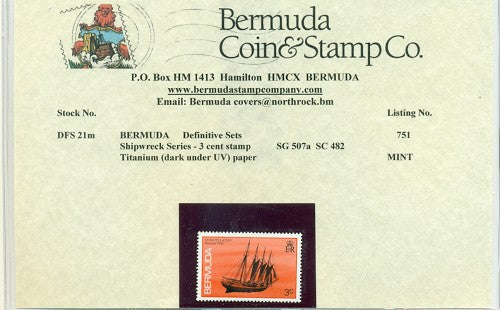 Bermuda
Coin & Stamp Co.
P.O. Box HM 1413 Hamilton HMCX BERMUDA
www.bermudastampcompany.com
Email: Bermuda covers@northrock.bm
Stock No. Listing No.
DFS 21m BERMUDA Definitive Sets 751
Shipwreck Series - 3 cent stamp SG 507a SC 482
Titanium (dark under UV) paper MINT
CONSTELLATION
BERMUDA
3c